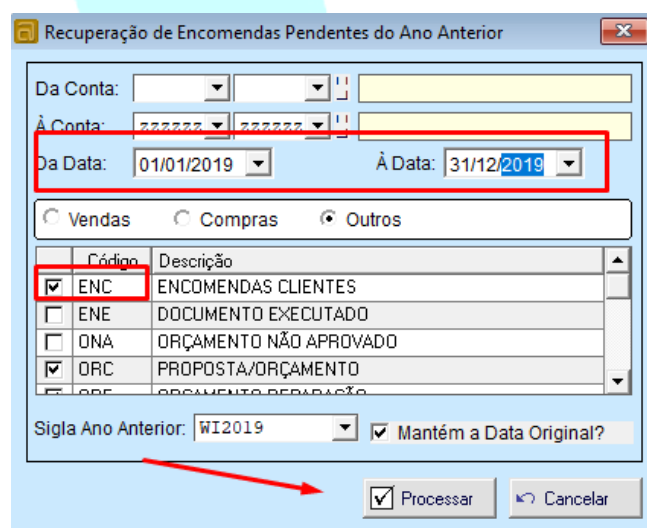 Recuperação de Encomendas Pendentes do Ano Anterior
Da Conta:
À Conta: zzzzzz zzzzzz
Da Data: 01/01/2019 À Data: 31/12/2019
Vendas Compras Outros
Código Descrição
ENC ENCOMENDAS CLIENTES
ENE DOCUMENTO EXECUTADO
ONA ORÇAMENTO NÃO APROVADO
ORC PROPOSTA/ORÇAMENTO
ORÇAMENTO REPARAÇÃO
Sigla Ano Anterior: WI2019 Mantém a Data Original?
Processar Cancelar